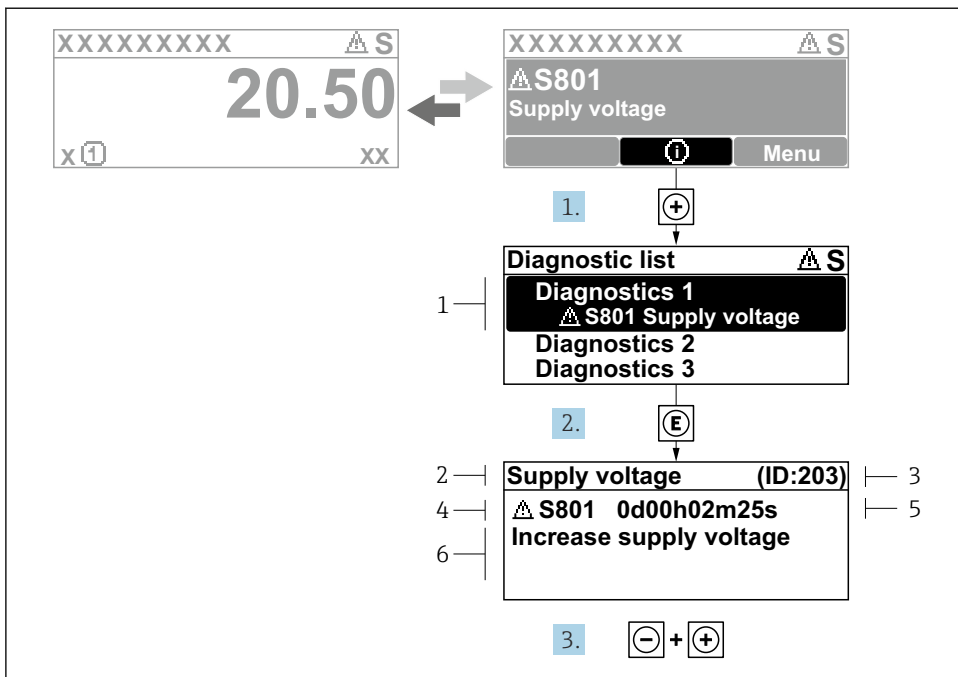 XXXXXXXXX ⚠ S
20.50
x 1 XX
XXXXXXXXX ⚠ S
⚠ S801
Supply voltage
i Menu
1. +
Diagnostic list ⚠ S
1
Diagnostics 1
⚠ S801 Supply voltage
Diagnostics 2
Diagnostics 3
2. E
2 Supply voltage (ID:203) 3
4 ⚠ S801 0d00h02m25s 5
6 Increase supply voltage
3. - + +